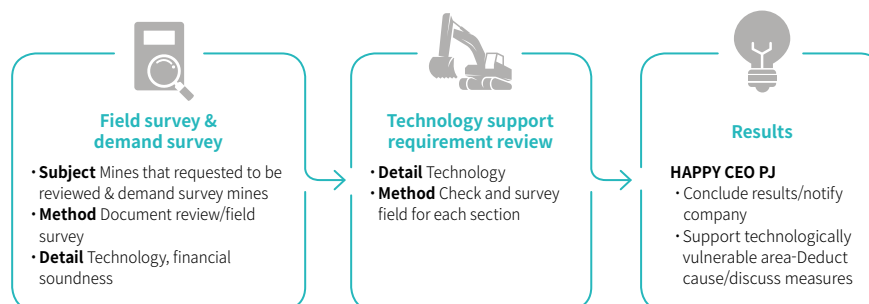 Field survey &
demand survey
· Subject Mines that requested to be
reviewed & demand survey mines
· Method Document review/field
survey
· Detail Technology, financial
soundness
Technology support
requirement review
· Detail Technology
· Method Check and survey
field for each section
Results
HAPPY CEO PJ
· Conclude results/notify
company
· Support technologically
vulnerable area-Deduct
cause/discuss measures